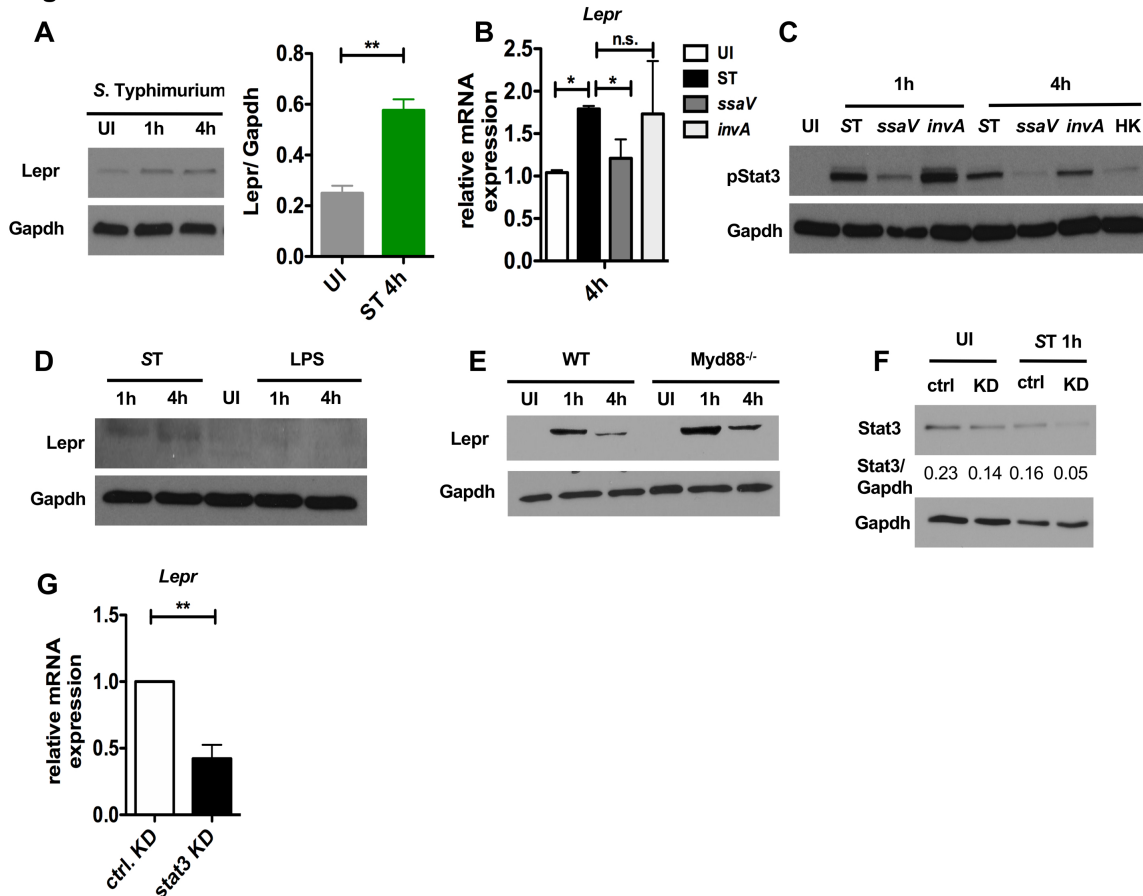 A
S. Typhimurium
UI 1h 4h
Lepr
Gapdh
Lepr/ Gapdh
0.8
0.6
0.4
0.2
0.0
**
UI
ST 4h
B
Lepr
relative mRNA
expression
2.5
2.0
1.5
1.0
0.5
0.0
* *
n.s.
4h
UI
ST
ssaV
invA
C
1h 4h
UI ST ssaV invA ST ssaV invA HK
pStat3
Gapdh
D
ST LPS
1h 4h UI 1h 4h
Lepr
Gapdh
E
WT Myd88-/-
UI 1h 4h UI 1h 4h
Lepr
Gapdh
F
UI ST 1h
ctrl KD ctrl KD
Stat3
Stat3/
Gapdh
0.23 0.14 0.16 0.05
Gapdh
G
Lepr
relative mRNA
expression
1.5
1.0
0.5
0.0
**
ctrl. KD
stat3 KD